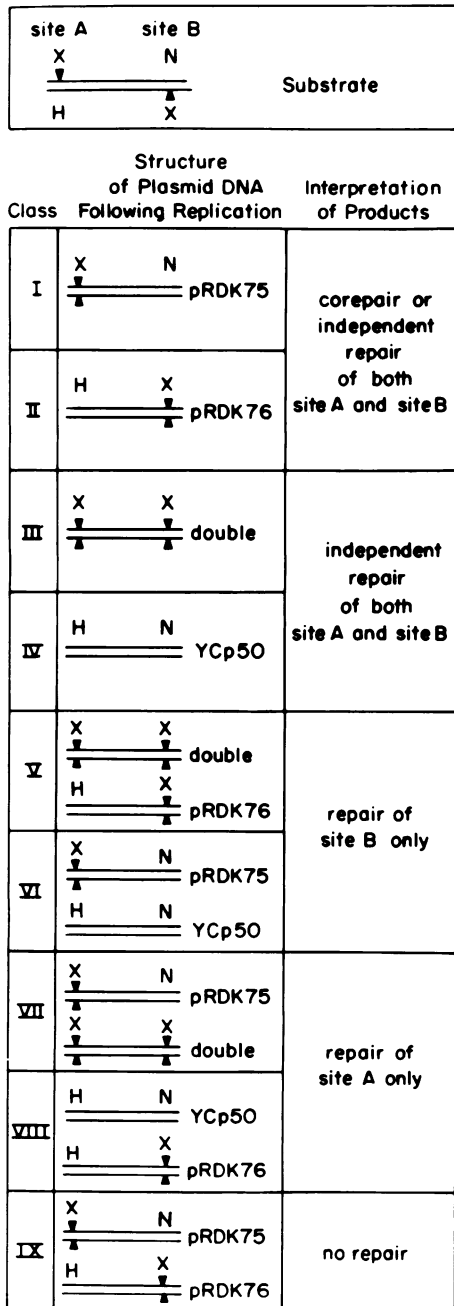 site A site B
X N
Substrate
H X
Structure
of Plasmid DNA
Following Replication
Class
Interpretation
of Products
I
X N
pRDK75
corepair or
independent
repair
of both
site A and site B
II
H X
pRDK76
III
X X
double
independent
repair
of both
site A and site B
IV
H N
YCp50
V
X X
double
H X
pRDK76
repair of
site B only
VI
X N
pRDK75
H N
YCp50
VII
X N
pRDK75
X X
double
repair of
site A only
VIII
H N
YCp50
H X
pRDK76
IX
X N
pRDK75
H X
pRDK76
no repair